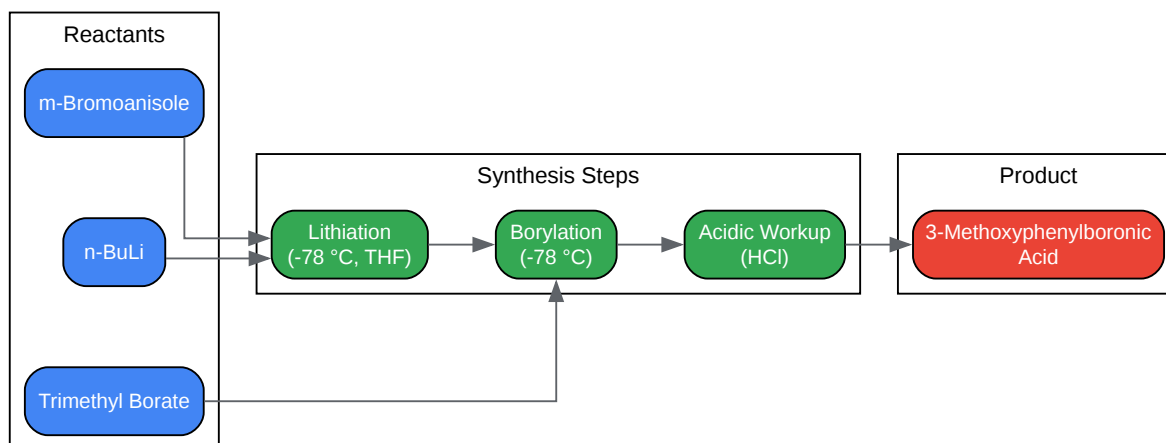 Reactants
m-Bromoanisole
n-BuLi
Trimethyl Borate
Synthesis Steps
Lithiation
(-78 °C, THF)
Borylation
(-78 °C)
Acidic Workup
(HCl)
Product
3-Methoxyphenylboronic
Acid